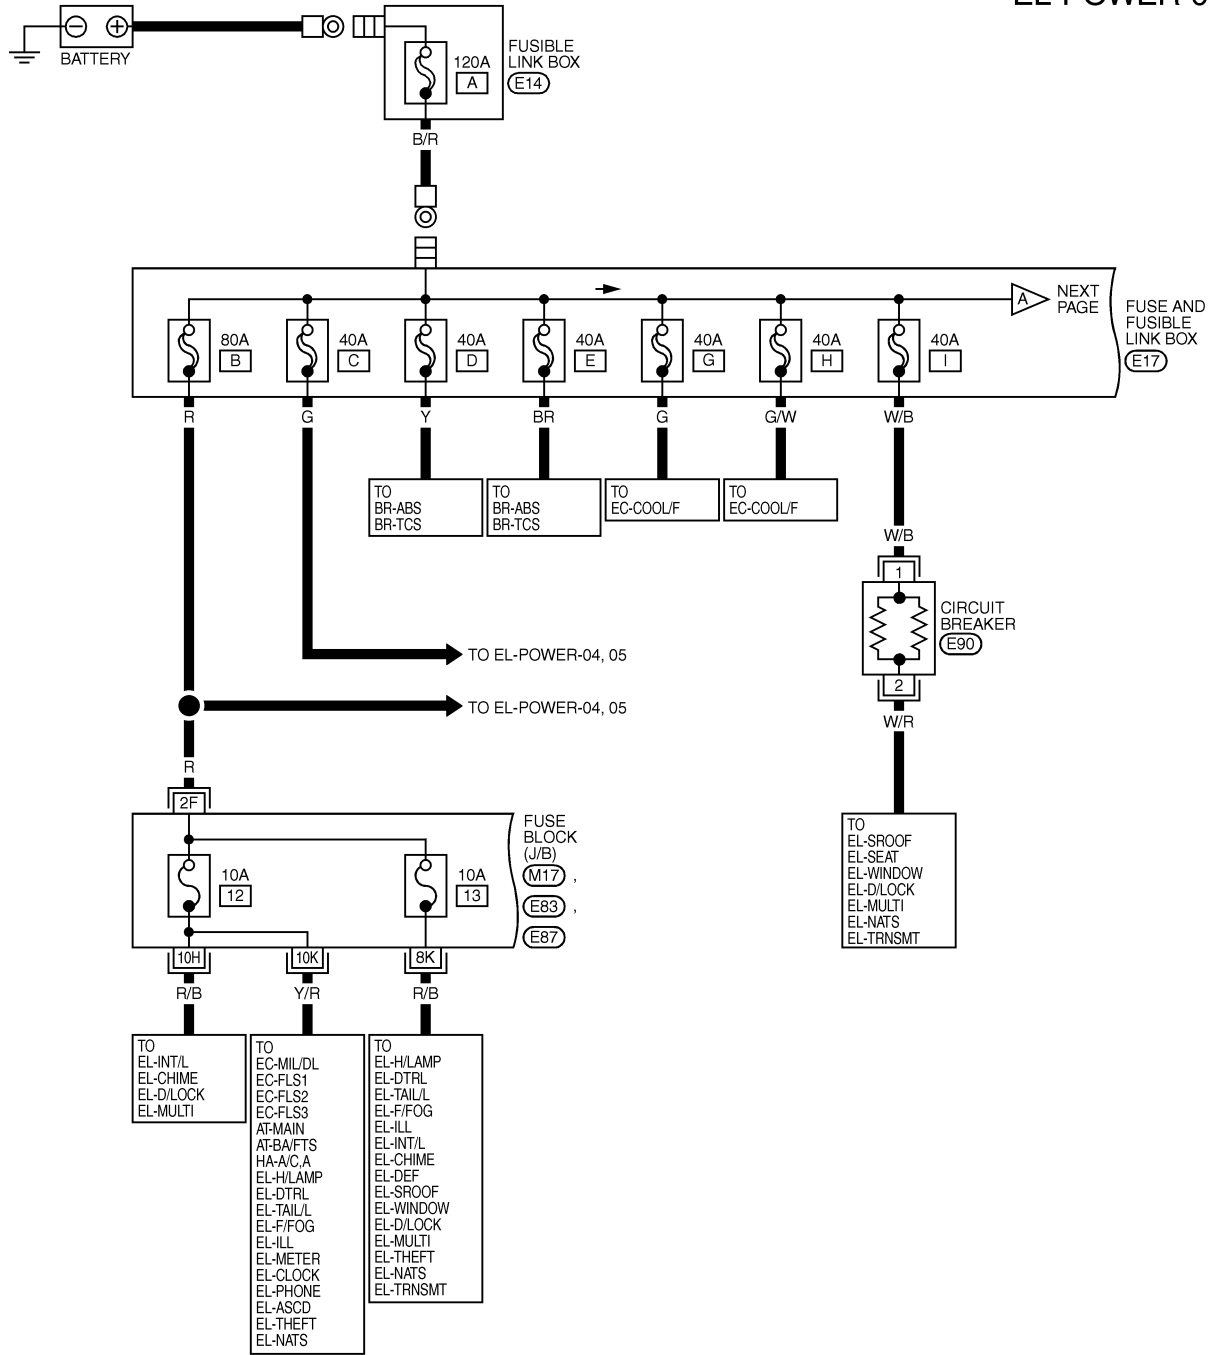 BATTERY
120A
A
FUSIBLE
LINK BOX
E14
B/R
A
NEXT
PAGE
FUSE AND
FUSIBLE
LINK BOX
E17
80A
B
40A
C
40A
D
40A
E
40A
G
40A
H
40A
I
R
G
Y
BR
G
G/W
W/B
TO
BR-ABS
BR-TCS
TO
BR-ABS
BR-TCS
TO
EC-COOL/F
TO
EC-COOL/F
W/B
1
CIRCUIT
BREAKER
E90
2
W/R
TO EL-POWER-04, 05
TO EL-POWER-04, 05
R
2F
FUSE
BLOCK
(J/B)
M17 ,
E83 ,
E87
10A
12
10A
13
TO
EL-SROOF
EL-SEAT
EL-WINDOW
EL-D/LOCK
EL-MULTI
EL-NATS
EL-TRNSMT
10H
10K
8K
R/B
Y/R
R/B
TO
EL-INT/L
EL-CHIME
EL-D/LOCK
EL-MULTI
TO
EC-MIL/DL
EC-FLS1
EC-FLS2
EC-FLS3
AT-MAIN
AT-BA/FTS
HA-A/C,A
EL-H/LAMP
EL-DTRL
EL-TAIL/L
EL-F/FOG
EL-ILL
EL-METER
EL-CLOCK
EL-PHONE
EL-ASCD
EL-THEFT
EL-NATS
TO
EL-H/LAMP
EL-DTRL
EL-TAIL/L
EL-F/FOG
EL-ILL
EL-INT/L
EL-CHIME
EL-DEF
EL-SROOF
EL-WINDOW
EL-D/LOCK
EL-MULTI
EL-THEFT
EL-NATS
EL-TRNSMT